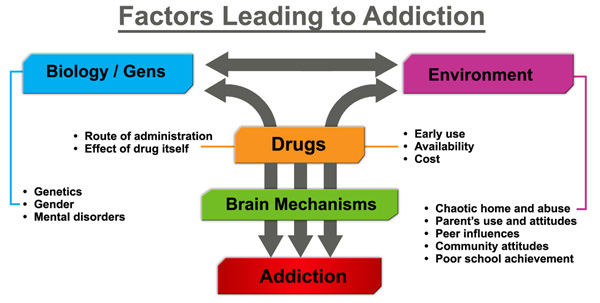 Factors Leading to Addiction
Biology / Gens
Environment
• Route of administration
• Effect of drug itself
Drugs
• Early use
• Availability
• Cost
• Genetics
• Gender
• Mental disorders
Brain Mechanisms
• Chaotic home and abuse
• Parent's use and attitudes
• Peer influences
• Community attitudes
• Poor school achievement
Addiction